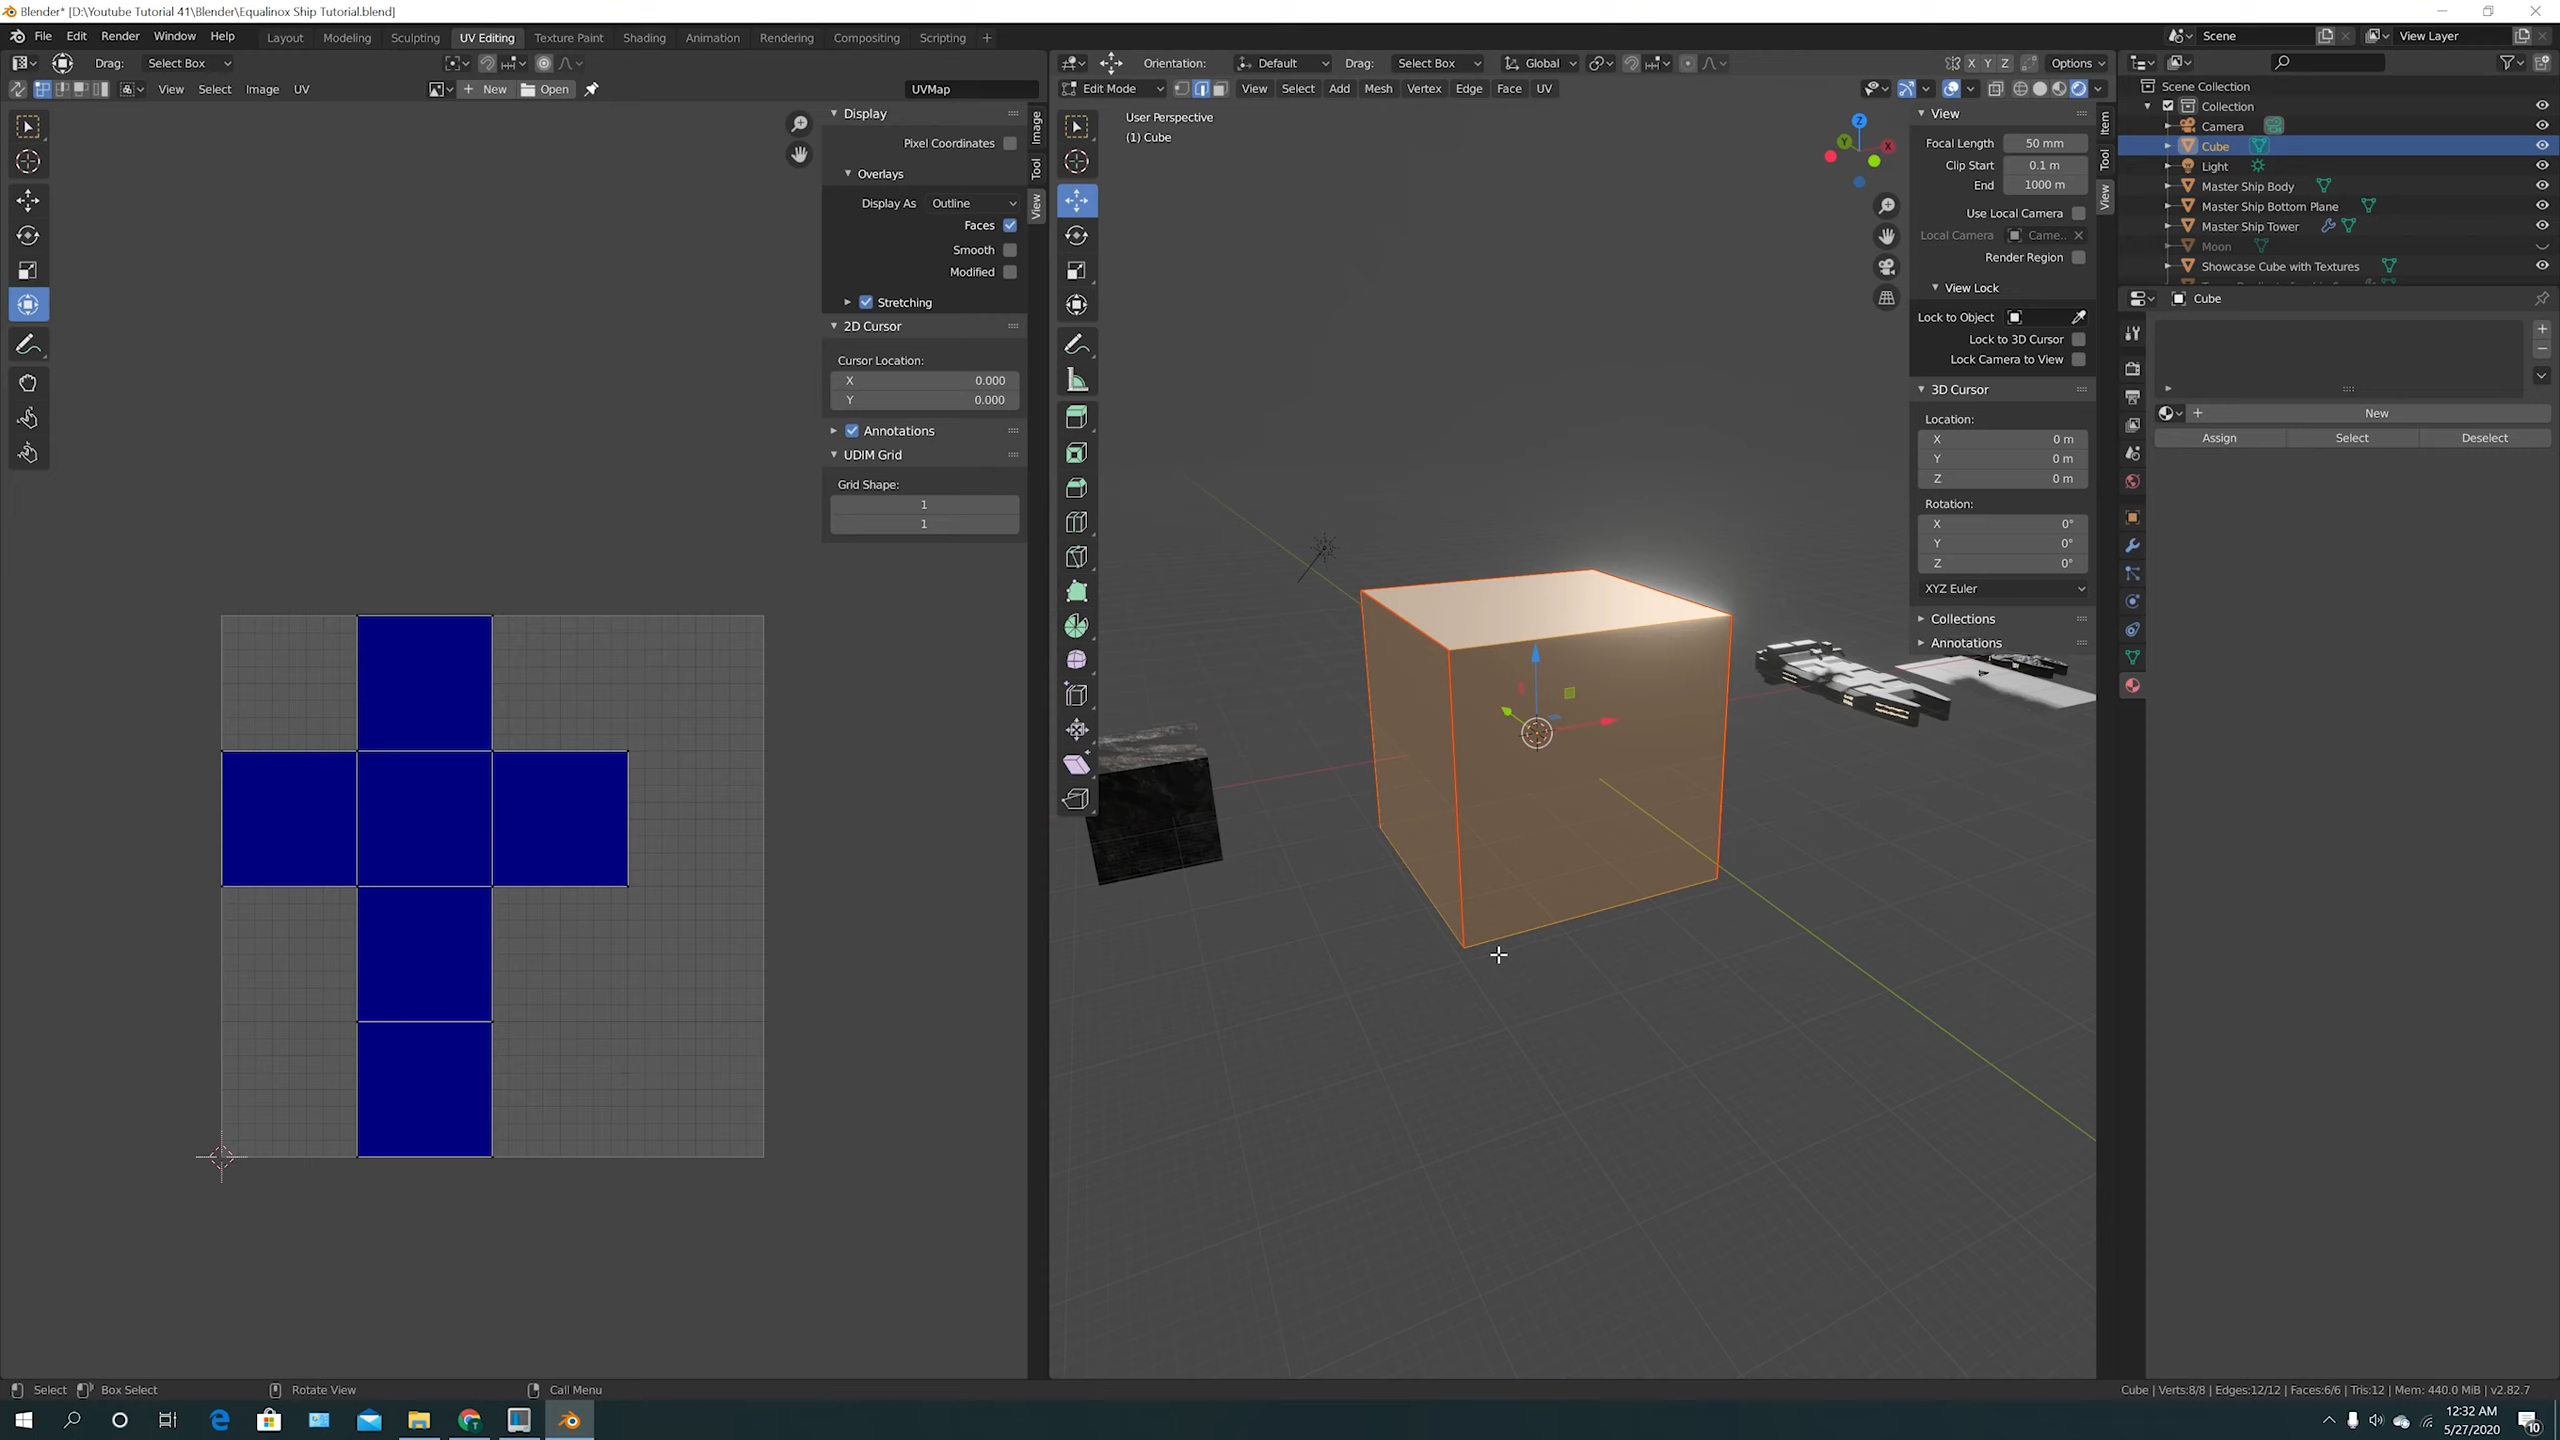 Blender* [D:\Youtube Tutorial 41\Blender\Equalinox Ship Tutorial.blend]
File Edit Render Window Help Layout Modeling Sculpting UV Editing Texture Paint Shading Animation Rendering Compositing Scripting + Scene View Layer
Drag: Select Box
View Select Image UV + New Open UVMap
Display
Pixel Coordinates
Overlays
Display As Outline
Faces
Smooth
Modified
Stretching
2D Cursor
Cursor Location:
X 0.000
Y 0.000
Annotations
UDIM Grid
Grid Shape:
1
1
Image
Tool
View
Orientation: Default Drag: Select Box Global X Y Z Options
Edit Mode View Select Add Mesh Vertex Edge Face UV
User Perspective
(1) Cube
Z
Y
X
View
Focal Length 50 mm
Clip Start 0.1 m
End 1000 m
Use Local Camera
Local Camera Came..
Render Region
View Lock
Lock to Object
Lock to 3D Cursor
Lock Camera to View
3D Cursor
Location:
X 0 m
Y 0 m
Z 0 m
Rotation:
X 0°
Y 0°
Z 0°
XYZ Euler
Collections
Annotations
Item
Tool
View
Scene Collection
Collection
Camera
Cube
Light
Master Ship Body
Master Ship Bottom Plane
Master Ship Tower
Moon
Showcase Cube with Textures
Cube
+ New
Assign Select Deselect
Select Box Select Rotate View Call Menu
Cube | Verts:8/8 | Edges:12/12 | Faces:6/6 | Tris:12 | Mem: 440.0 MiB | v2.82.7
12:32 AM
5/27/2020
10